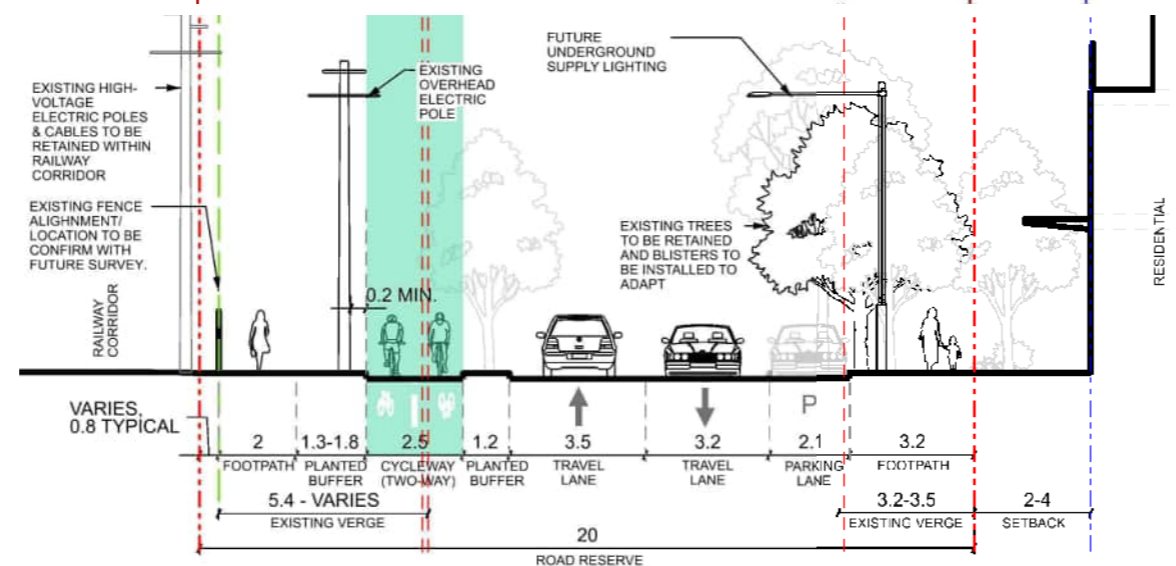 EXISTING HIGH-
VOLTAGE
ELECTRIC POLES
& CABLES TO BE
RETAINED WITHIN
RAILWAY
CORRIDOR
EXISTING FENCE
ALIGHNMENT/
LOCATION TO BE
CONFIRM WITH
FUTURE SURVEY.
RAILWAY
CORRIDOR
EXISTING
OVERHEAD
ELECTRIC
POLE
0.2 MIN.
FUTURE
UNDERGROUND
SUPPLY LIGHTING
EXISTING TREES
TO BE RETAINED
AND BLISTERS TO
BE INSTALLED TO
ADAPT
RESIDENTIAL
P
VARIES,
0.8 TYPICAL
2
FOOTPATH
1.3-1.8
PLANTED
BUFFER
2.5
CYCLEWAY
(TWO-WAY)
1.2
PLANTED
BUFFER
3.5
TRAVEL
LANE
3.2
TRAVEL
LANE
2.1
PARKING
LANE
3.2
FOOTPATH
5.4 - VARIES
EXISTING VERGE
3.2-3.5
EXISTING VERGE
2-4
SETBACK
20
ROAD RESERVE